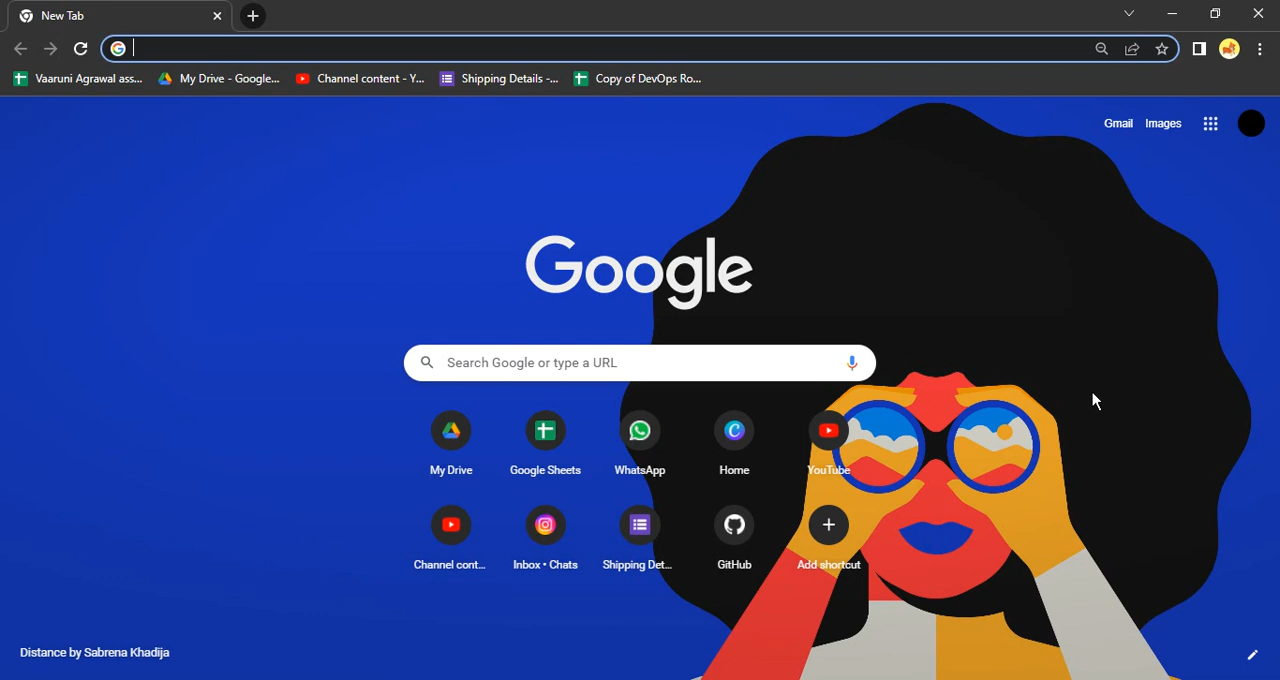 New Tab
Vaaruni Agrawal ass... My Drive - Google... Channel content - Y... Shipping Details -... Copy of DevOps Ro...
Gmail Images
Google
Search Google or type a URL
My Drive Google Sheets WhatsApp Home YouTube
Channel cont... Inbox • Chats Shipping Det... GitHub Add shortcut
Distance by Sabrena Khadija